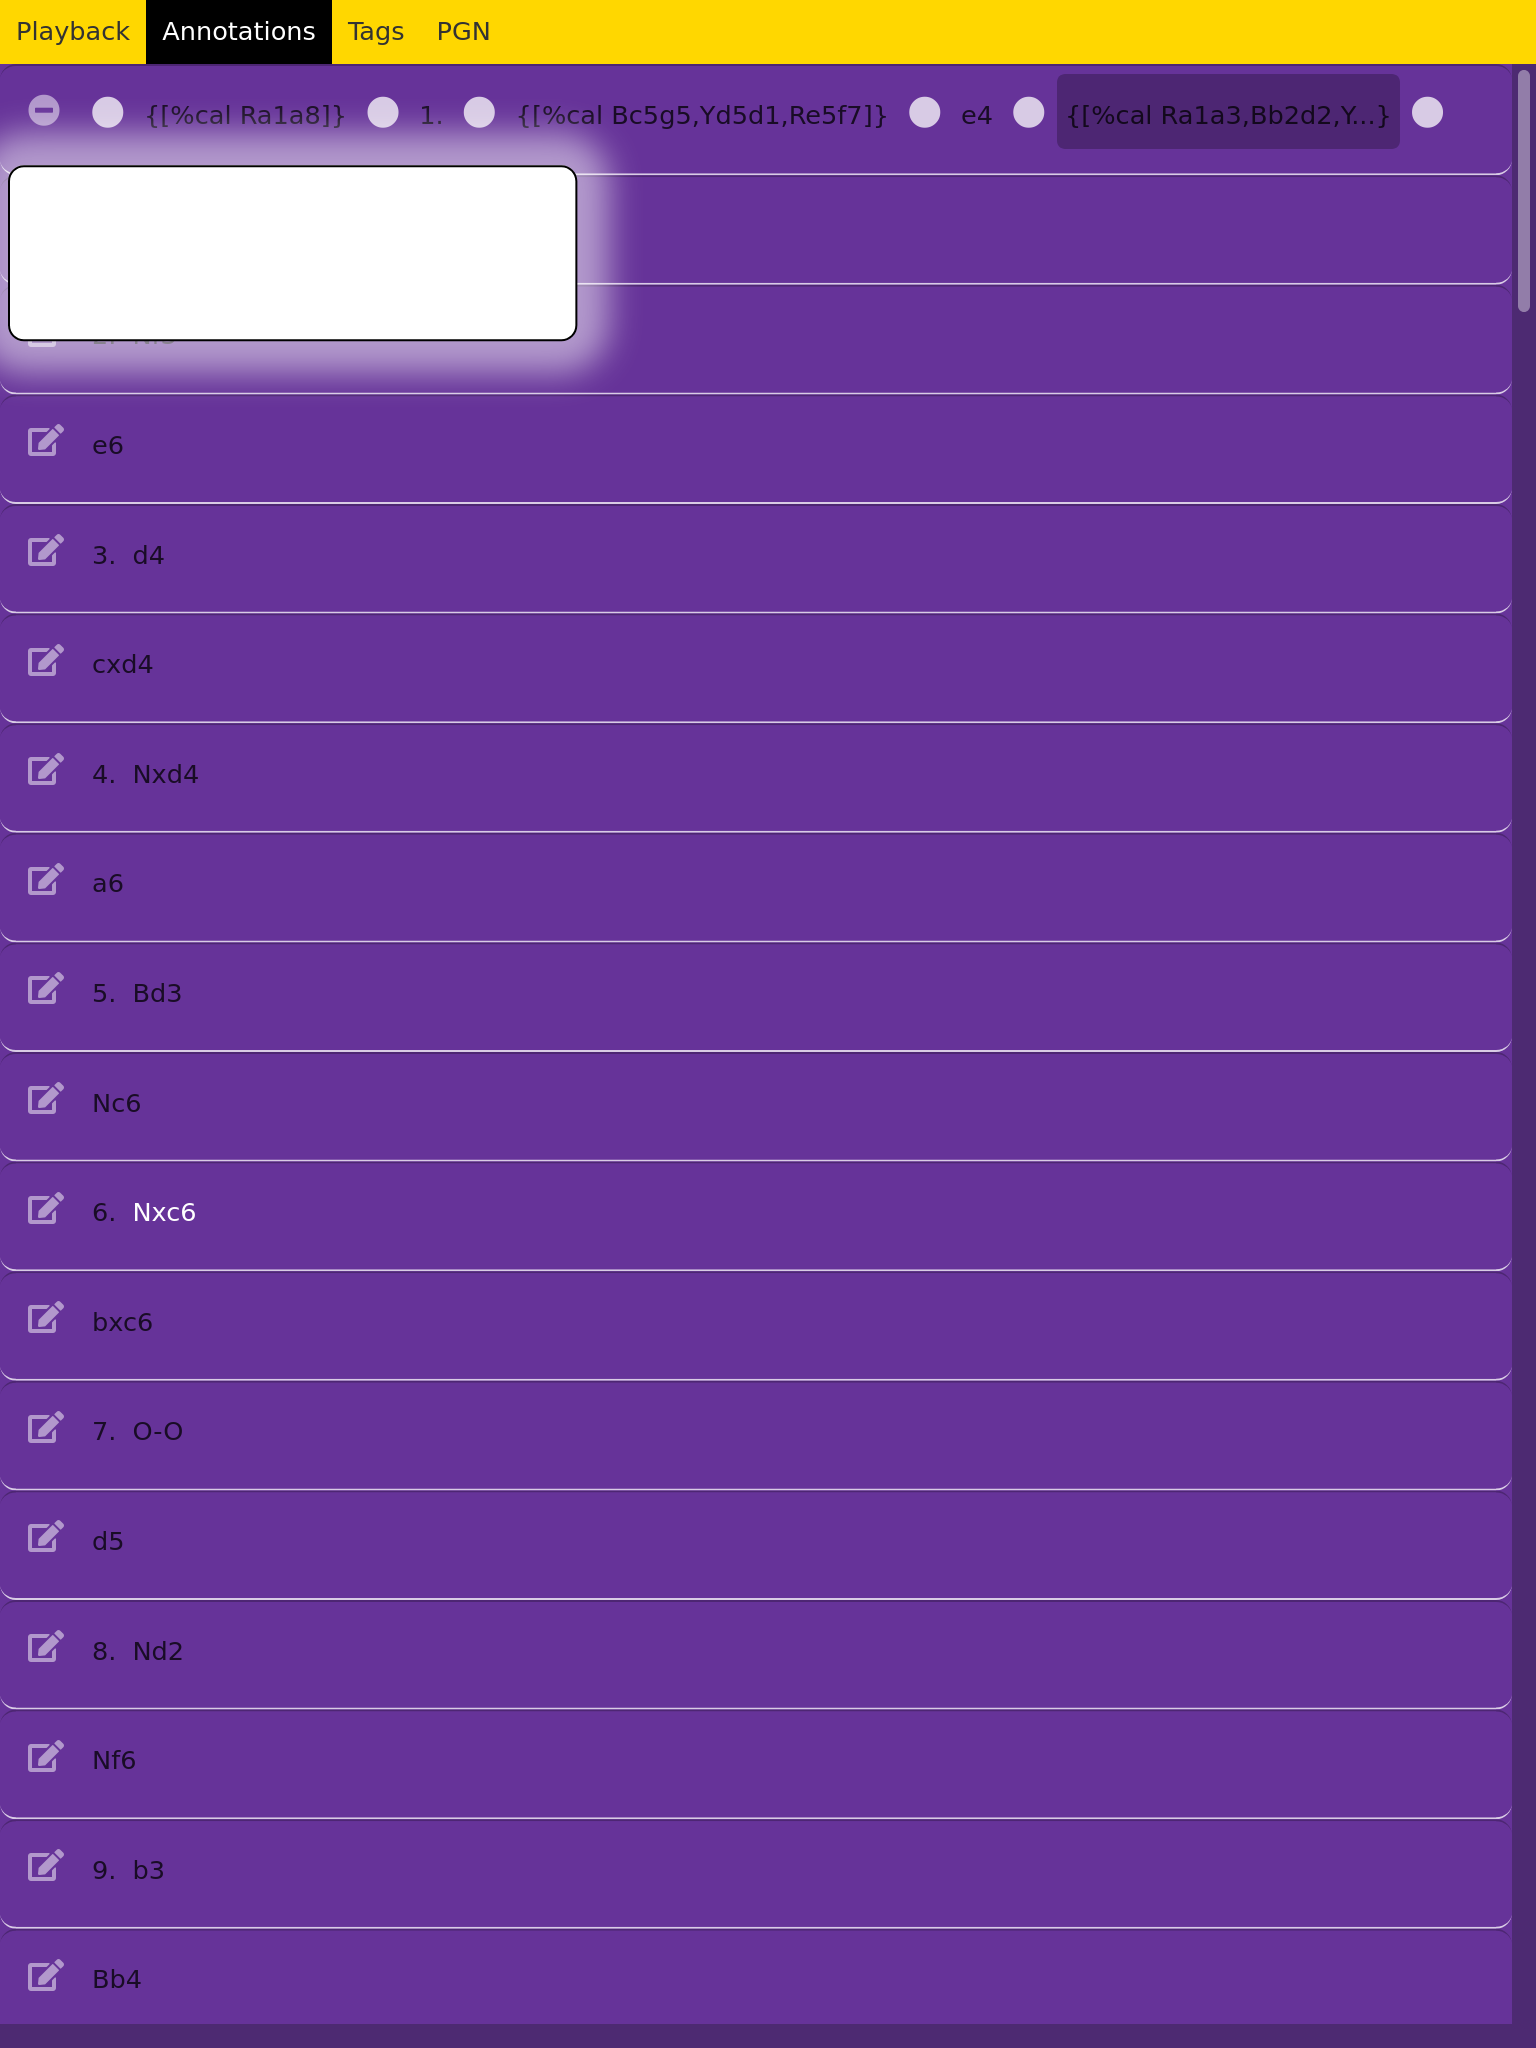 Playback Annotations Tags PGN
{[%cal Ra1a8]} 1. {[%cal Bc5g5,Yd5d1,Re5f7]} e4 {[%cal Ra1a3,Bb2d2,Y...}
e6
3. d4
cxd4
4. Nxd4
a6
5. Bd3
Nc6
6. Nxc6
bxc6
7. O-O
d5
8. Nd2
Nf6
9. b3
Bb4